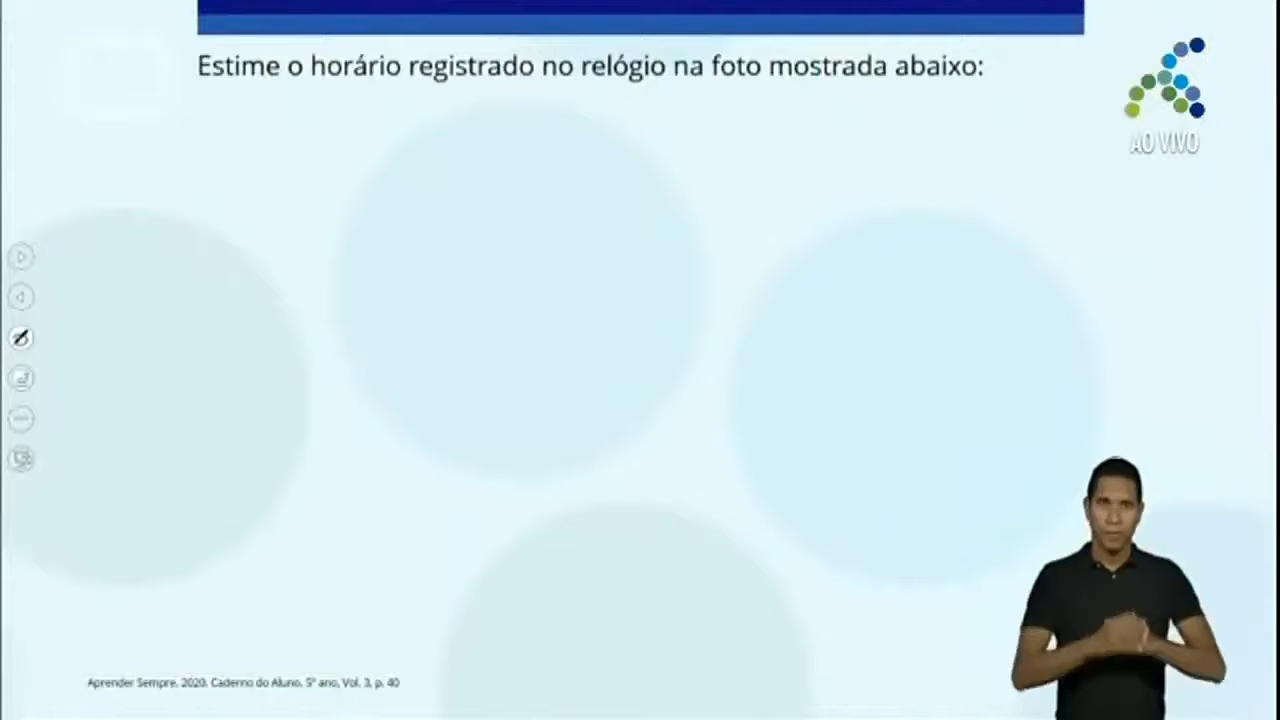 Estime o horário registrado no relógio na foto mostrada abaixo:
AO VIVO
Aprender Sempre, 2020. Caderno do Aluno, 5º ano, Vol. 3, p. 40